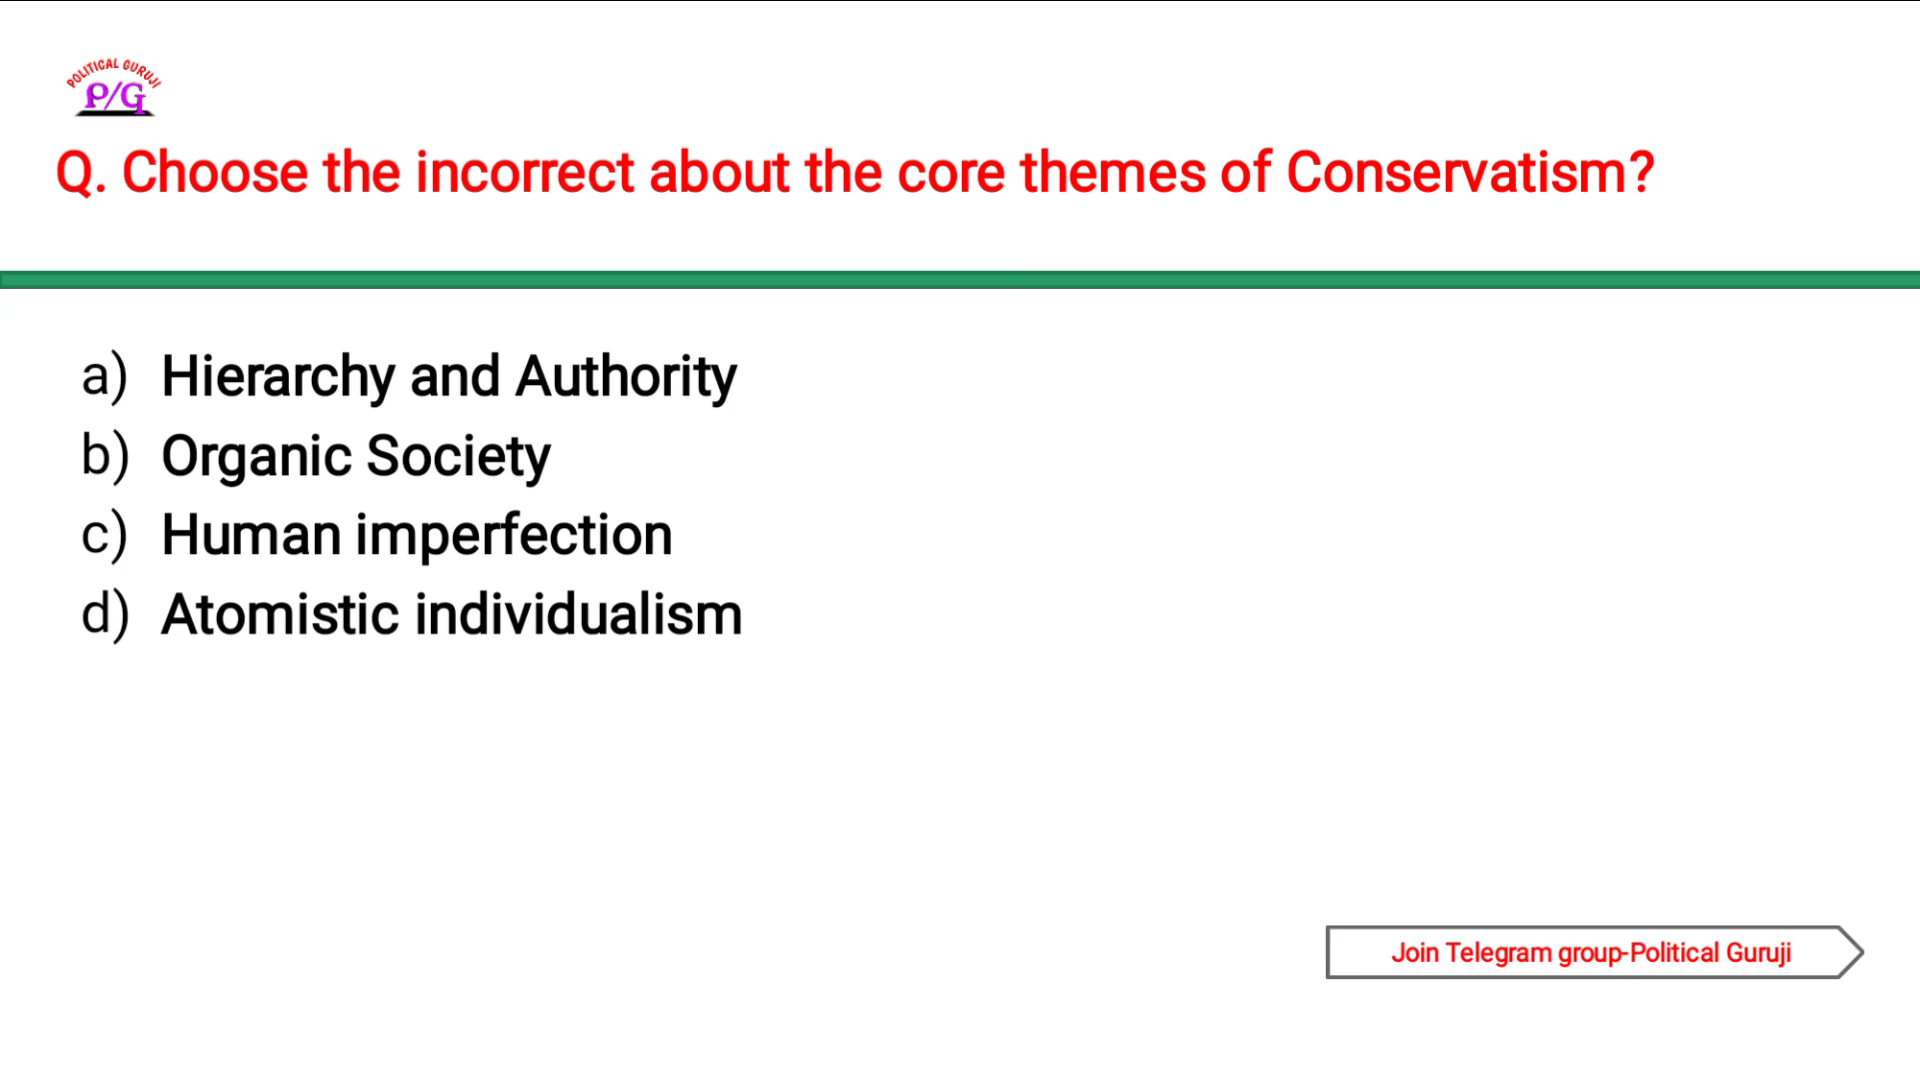 POLITICAL GURUJI
P/G
Q. Choose the incorrect about the core themes of Conservatism?
a) Hierarchy and Authority
b) Organic Society
c) Human imperfection
d) Atomistic individualism
Join Telegram group-Political Guruji